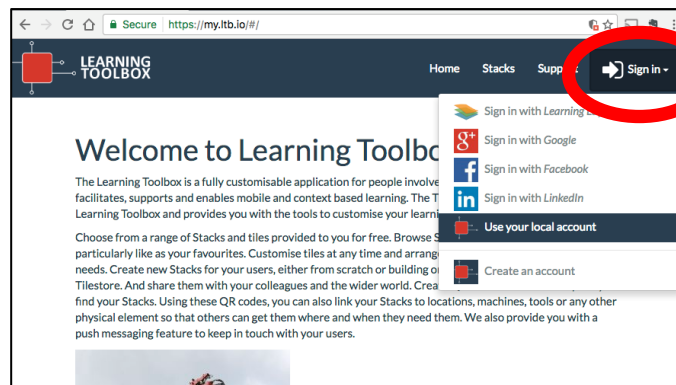 Secure https://my.ltb.io/#/
LEARNING
TOOLBOX
Home Stacks Sign in
Sign in with Learning
Sign in with Google
Sign in with Facebook
in Sign in with LinkedIn
Use your local account
Create an account
Welcome to Learning
The Learning Toolbox is a fully customisable application for people
facilitates, supports and enables mobile and context based learning. The
Learning Toolbox and provides you with the tools to customise your
Choose from a range of Stacks and tiles provided to you for free. Browse
particularly like as your favourites. Customise tiles at any time and
needs. Create new Stacks for your users, either from scratch or building
Tilestore. And share them with your colleagues and the wider world.
find your Stacks. Using these QR codes, you can also link your Stacks to locations, machines, tools or any other
physical element so that others can get them where and when they need them. We also provide you with a
push messaging feature to keep in touch with your users.